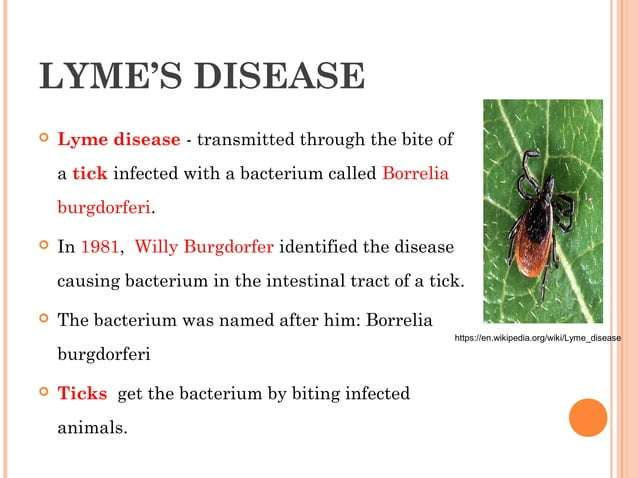 LYME’S DISEASE
Lyme disease - transmitted through the bite of
a tick infected with a bacterium called Borrelia
burgdorferi.
In 1981, Willy Burgdorfer identified the disease
causing bacterium in the intestinal tract of a tick.
The bacterium was named after him: Borrelia
burgdorferi
Ticks get the bacterium by biting infected
animals.
https://en.wikipedia.org/wiki/Lyme_disease